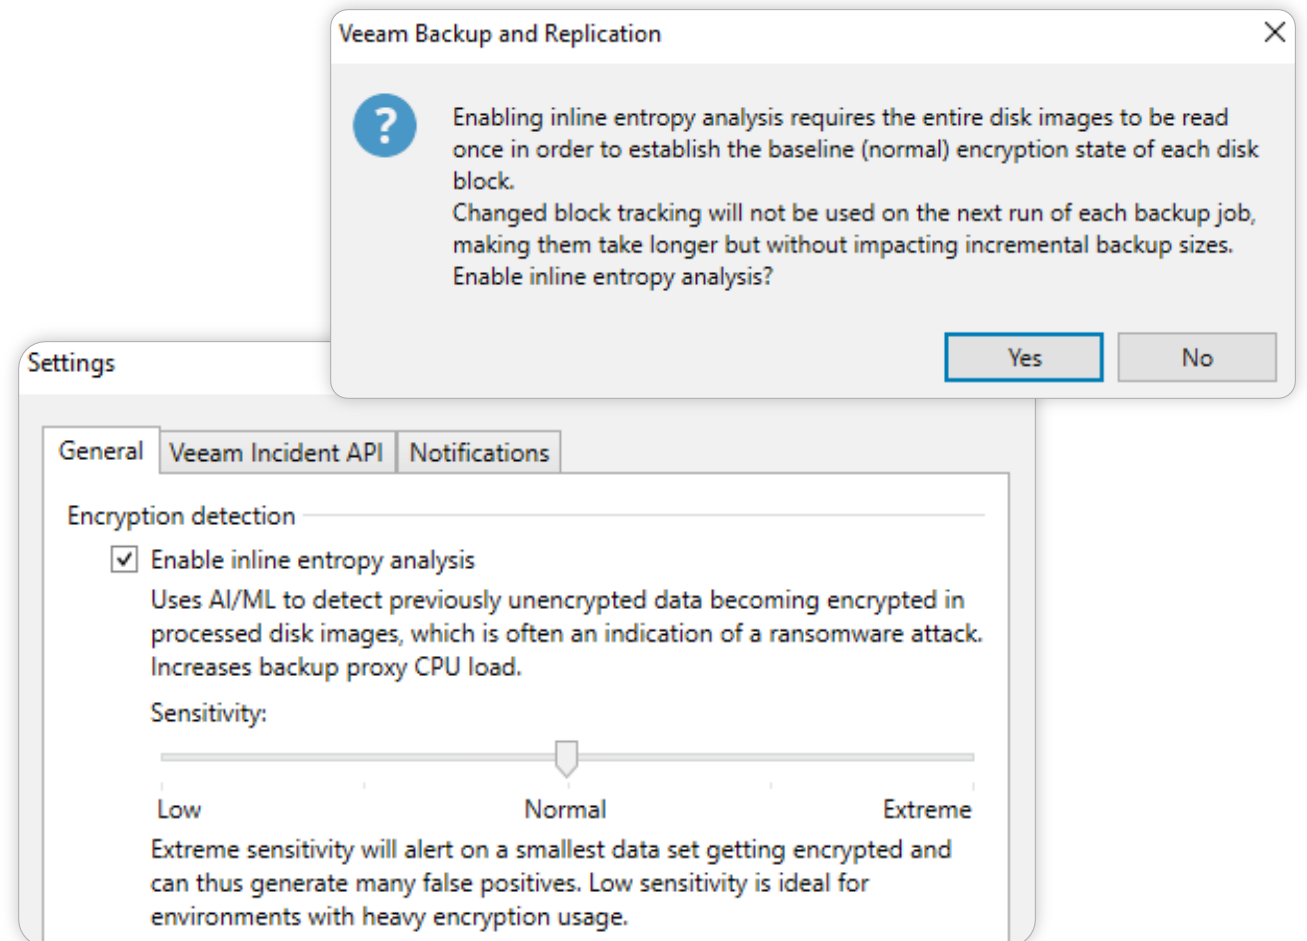 Veeam Backup and Replication
?
Enabling inline entropy analysis requires the entire disk images to be read
once in order to establish the baseline (normal) encryption state of each disk
block.
Changed block tracking will not be used on the next run of each backup job,
making them take longer but without impacting incremental backup sizes.
Enable inline entropy analysis?
Yes No
Settings
General Veeam Incident API Notifications
Encryption detection
Enable inline entropy analysis
Uses AI/ML to detect previously unencrypted data becoming encrypted in
processed disk images, which is often an indication of a ransomware attack.
Increases backup proxy CPU load.
Sensitivity:
Low Normal Extreme
Extreme sensitivity will alert on a smallest data set getting encrypted and
can thus generate many false positives. Low sensitivity is ideal for
environments with heavy encryption usage.